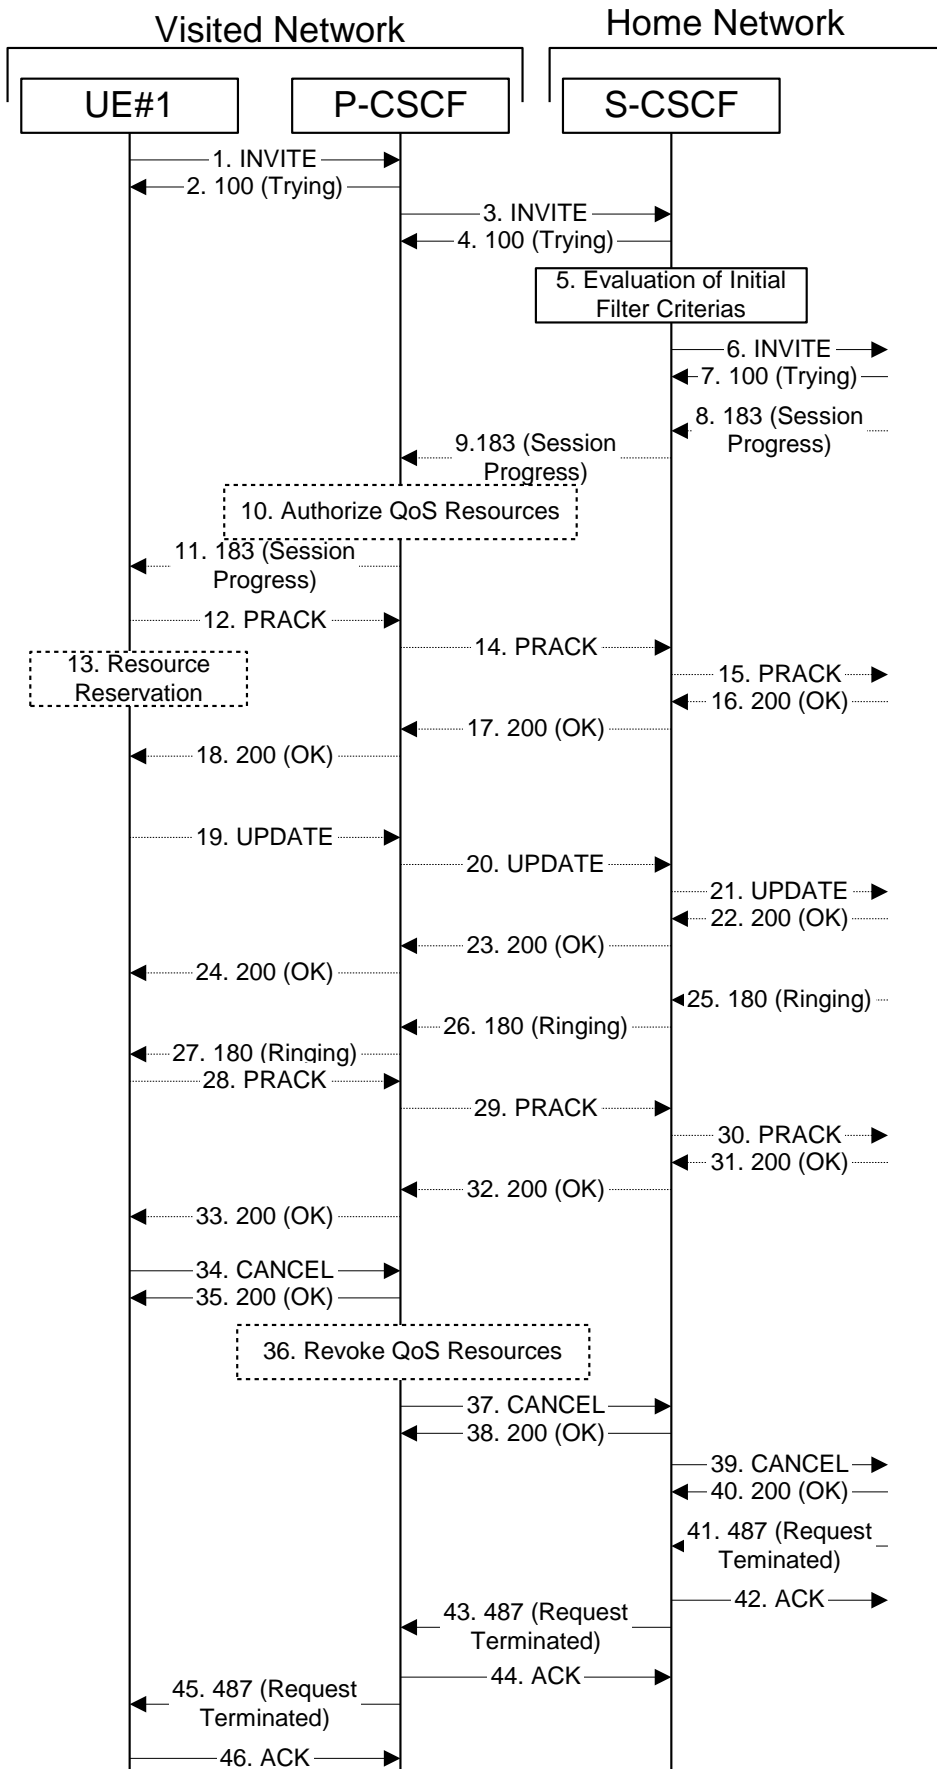 Visited Network
Home Network
UE#1
P-CSCF
S-CSCF
1. INVITE
2. 100 (Trying)
3. INVITE
4. 100 (Trying)
5. Evaluation of Initial
Filter Criterias
6. INVITE
7. 100 (Trying)
8. 183 (Session
Progress)
9.183 (Session
Progress)
10. Authorize QoS Resources
11. 183 (Session
Progress)
12. PRACK
13. Resource
Reservation
14. PRACK
15. PRACK
16. 200 (OK)
17. 200 (OK)
18. 200 (OK)
19. UPDATE
20. UPDATE
21. UPDATE
22. 200 (OK)
23. 200 (OK)
24. 200 (OK)
25. 180 (Ringing)
26. 180 (Ringing)
27. 180 (Ringing)
28. PRACK
29. PRACK
30. PRACK
31. 200 (OK)
32. 200 (OK)
33. 200 (OK)
34. CANCEL
35. 200 (OK)
36. Revoke QoS Resources
37. CANCEL
38. 200 (OK)
39. CANCEL
40. 200 (OK)
41. 487 (Request
Teminated)
42. ACK
43. 487 (Request
Terminated)
44. ACK
45. 487 (Request
Terminated)
46. ACK